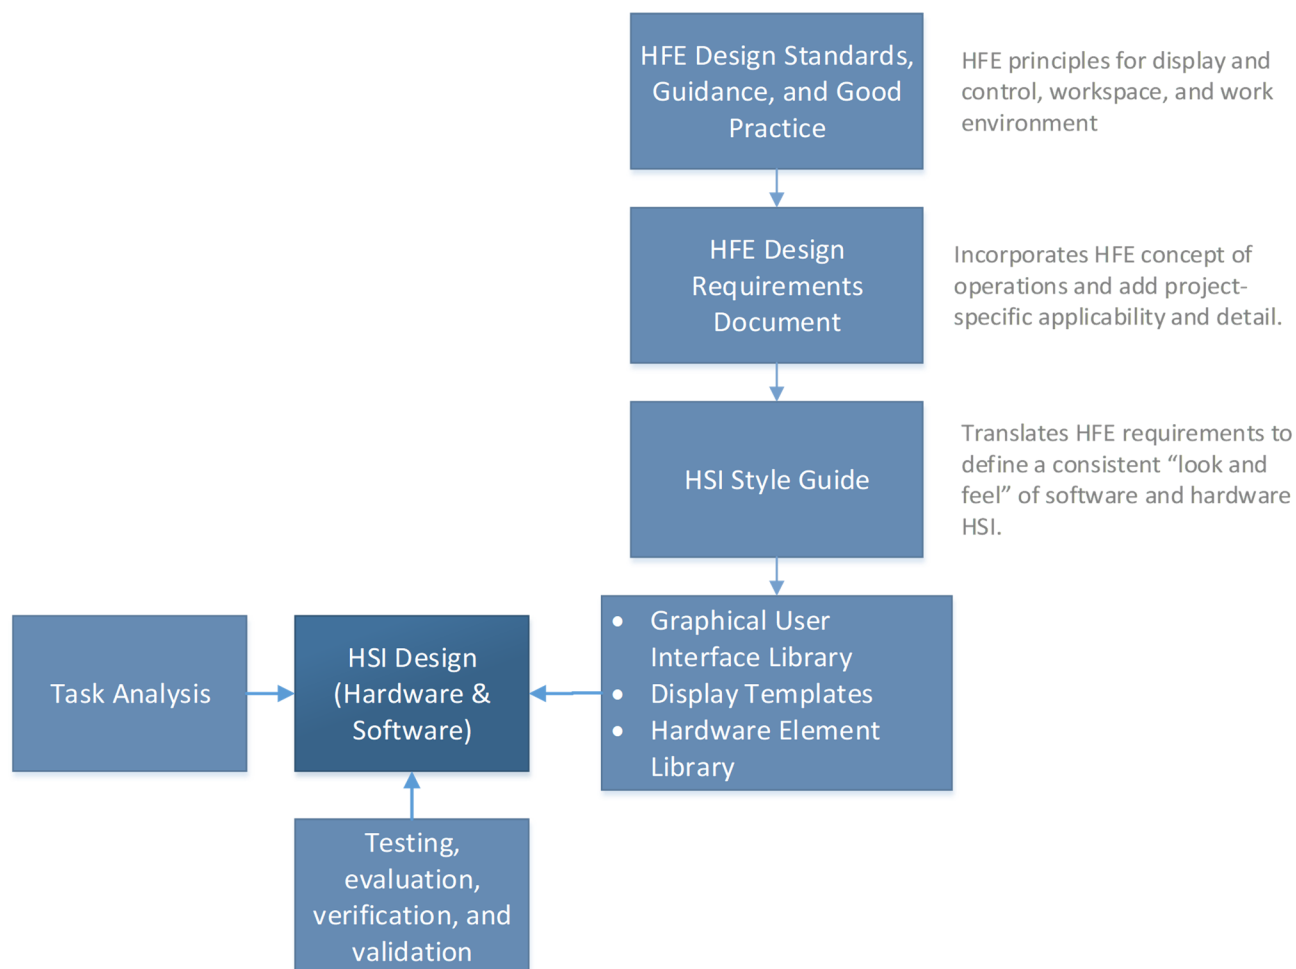 HFE Design Standards,
Guidance, and Good
Practice
HFE principles for display and
control, workspace, and work
environment
HFE Design
Requirements
Document
Incorporates HFE concept of
operations and add project-
specific applicability and detail.
HSI Style Guide
Translates HFE requirements to
define a consistent “look and
feel” of software and hardware
HSI.
Task Analysis
HSI Design
(Hardware &
Software)
• Graphical User
Interface Library
• Display Templates
• Hardware Element
Library
Testing,
evaluation,
verification, and
validation